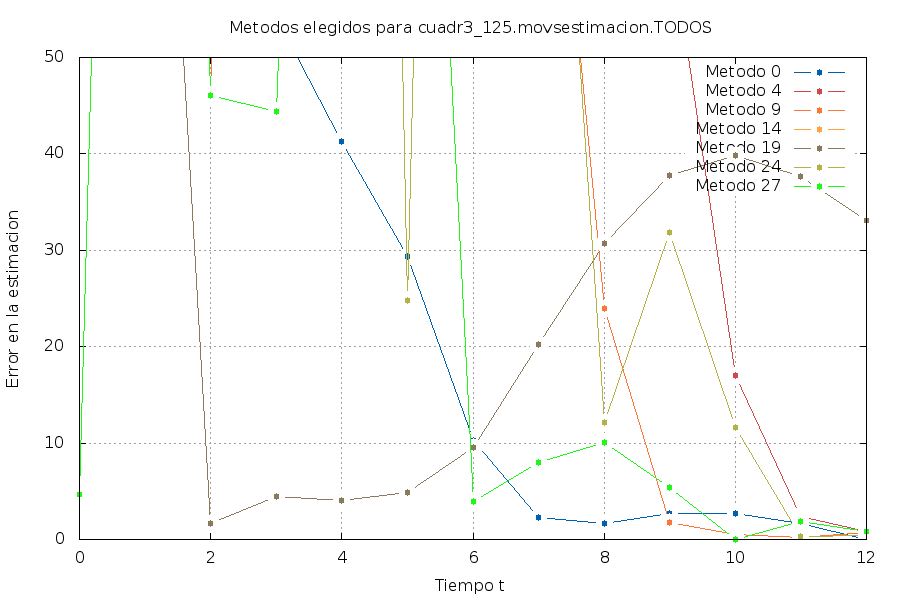 Metodos elegidos para cuadr3_125.movsestimacion.TODOS
50
40
30
20
10
0
Error en la estimacion
Metodo 0
Metodo 4
Metodo 9
Metodo 14
Metodo 19
Metodo 24
Metodo 27
0 2 4 6 8 10 12
Tiempo t